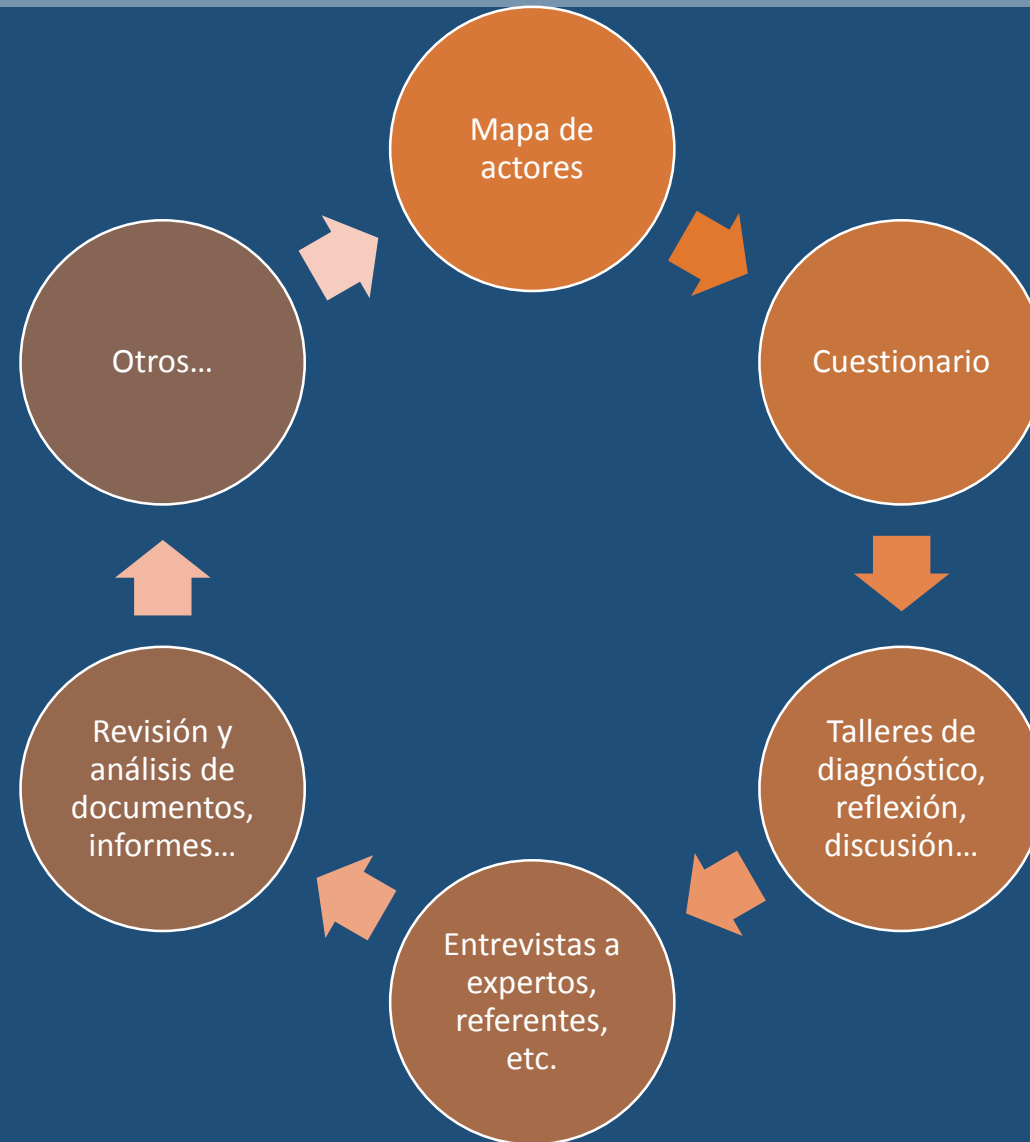 Mapa de
actores
Cuestionario
Talleres de
diagnóstico,
reflexión,
discusión…
Entrevistas a
expertos,
referentes,
etc.
Revisión y
análisis de
documentos,
informes…
Otros…